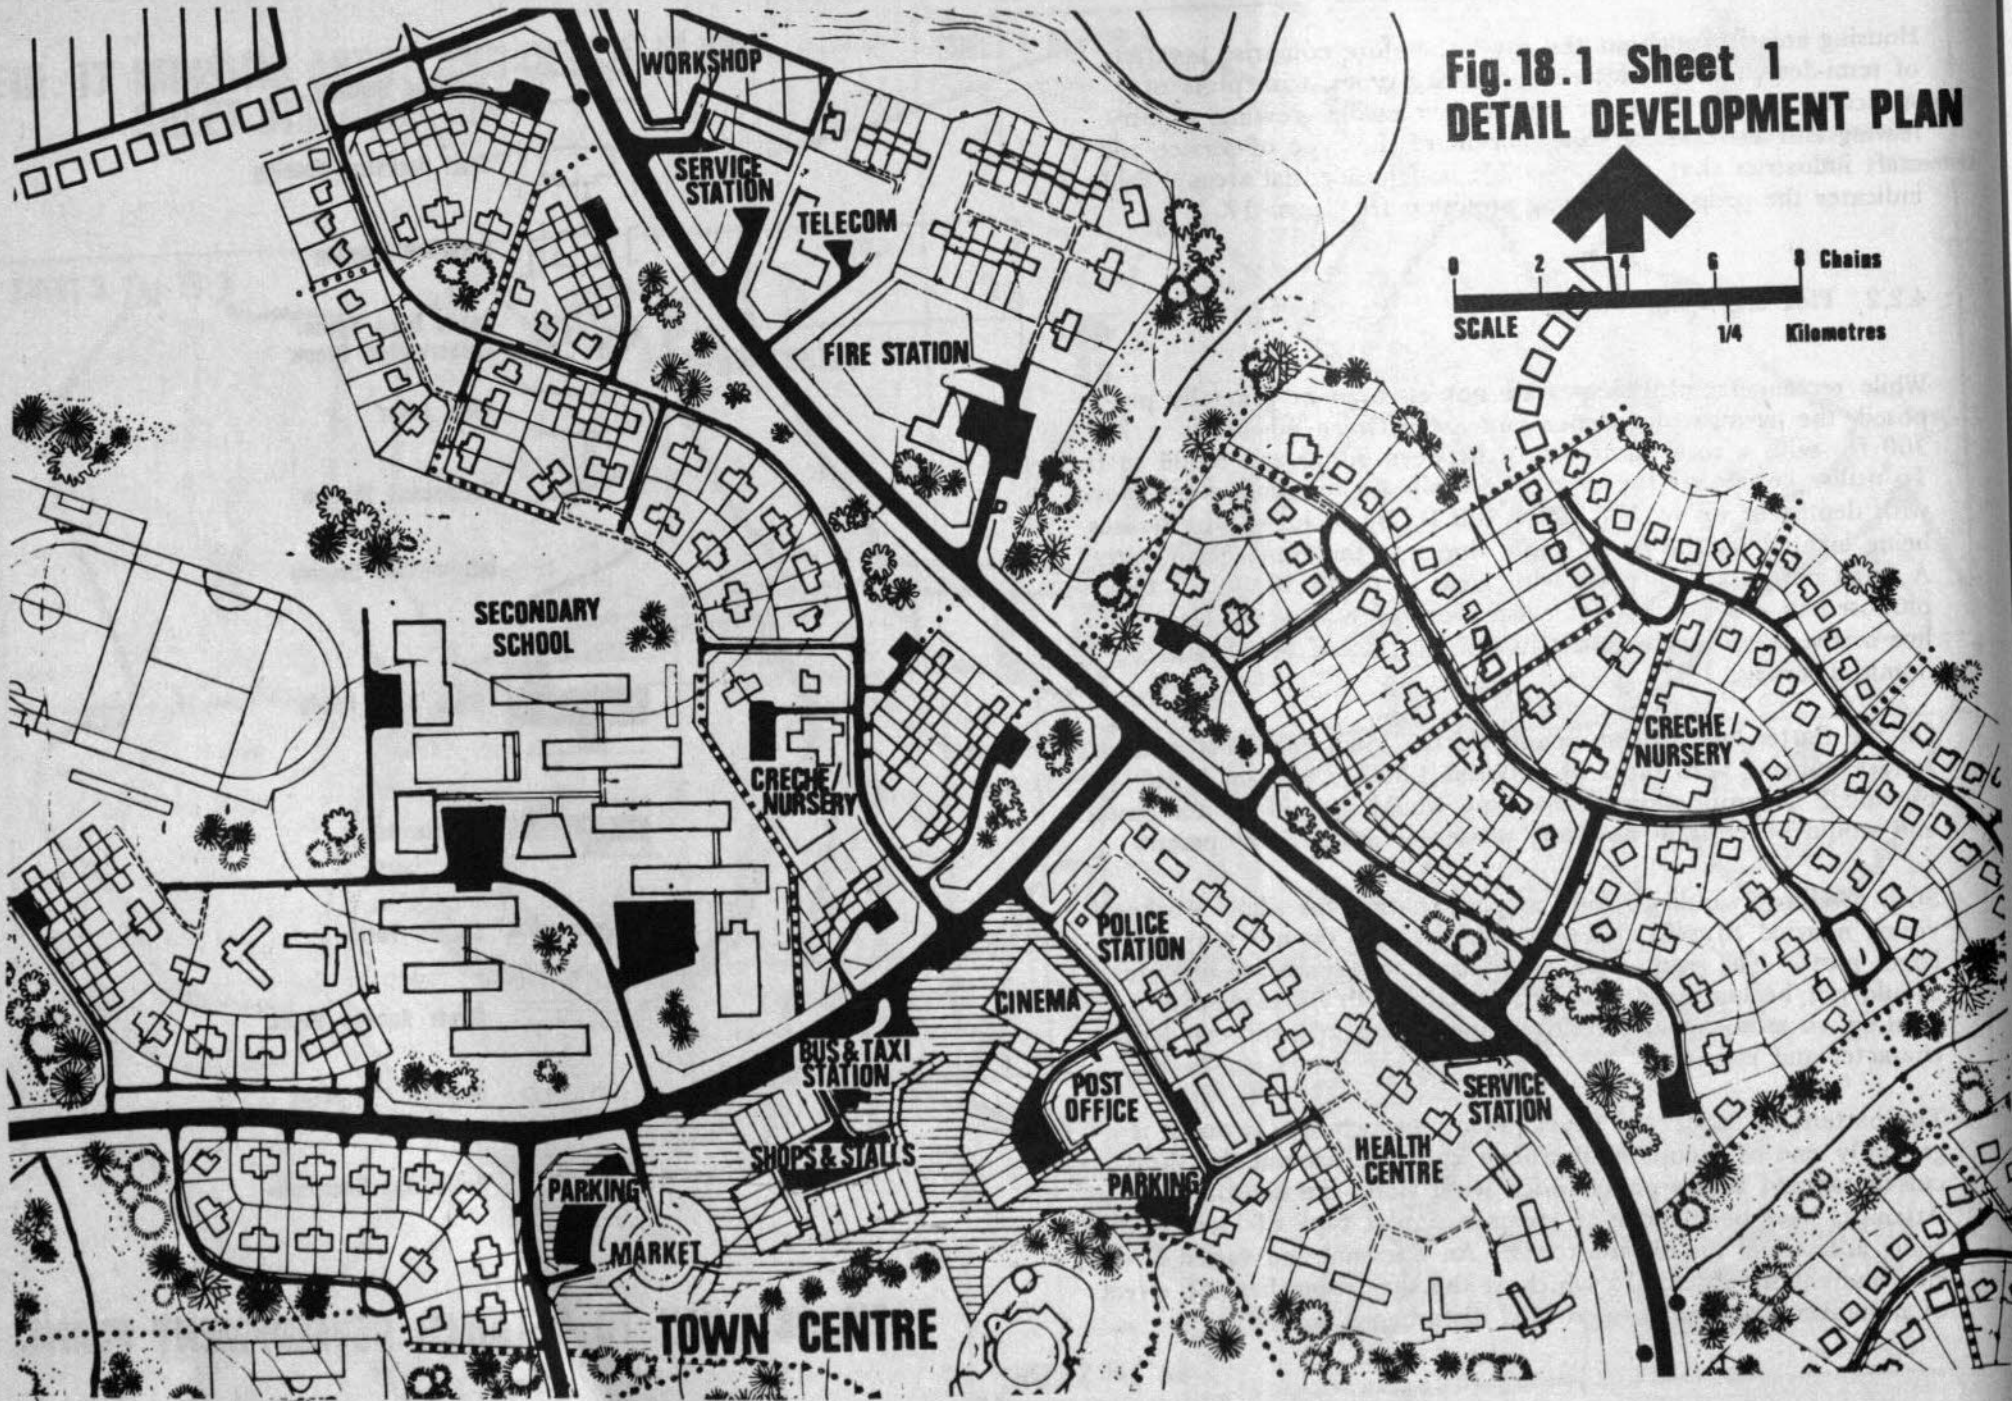 Fig.18.1 Sheet 1
DETAIL DEVELOPMENT PLAN
0 2 4 6 8 Chains
SCALE 1/4 Kilometres
WORKSHOP
SERVICE
STATION
TELECOM
FIRE STATION
SECONDARY
SCHOOL
CRECHE/
NURSERY
CRECHE/
NURSERY
POLICE
STATION
CINEMA
BUS & TAXI
STATION
POST
OFFICE
SERVICE
STATION
SHOPS & STALLS
HEALTH
CENTRE
PARKING
PARKING
MARKET
TOWN CENTRE